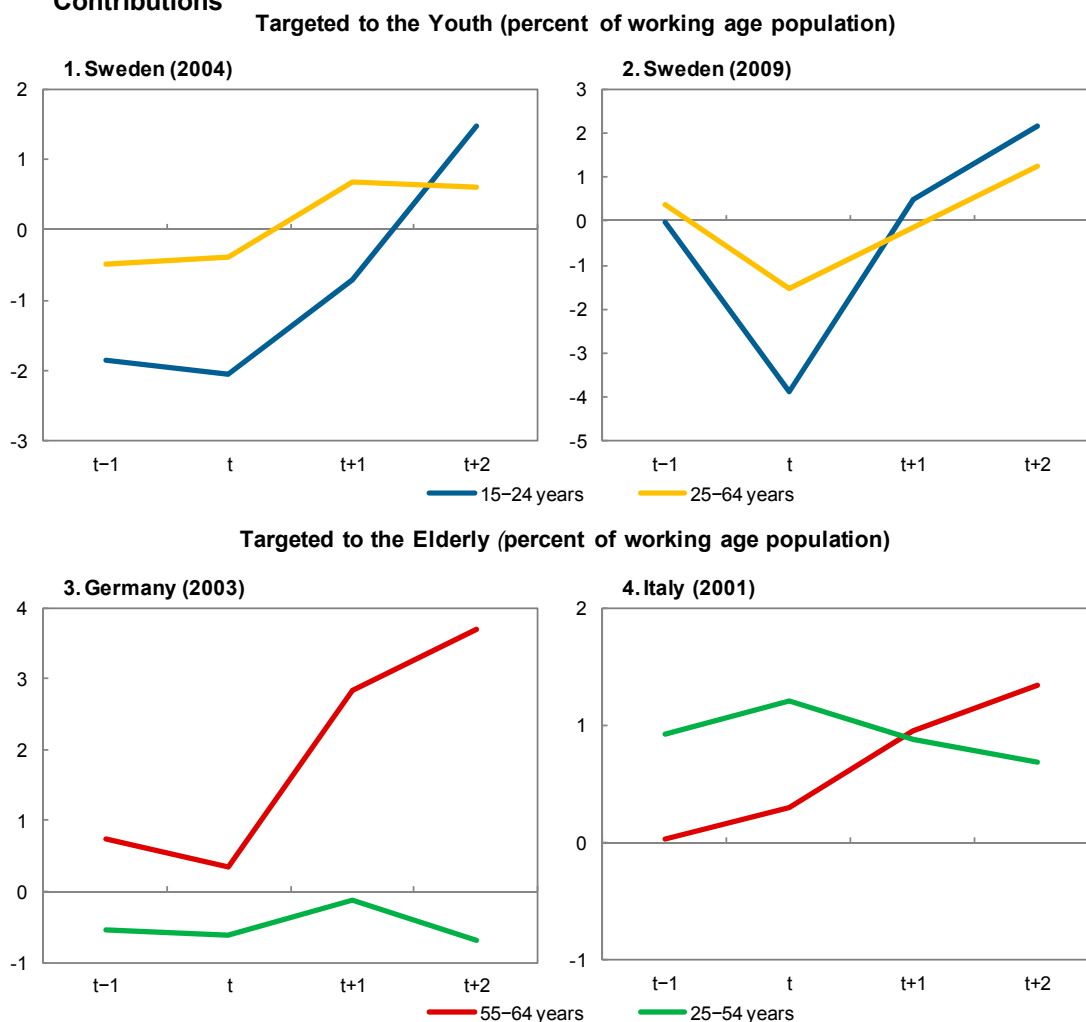 Contributions
Targeted to the Youth (percent of working age population)
1. Sweden (2004)
2. Sweden (2009)
2
1
0
-1
-2
-3
t−1 t t+1 t+2
3
2
1
0
-1
-2
-3
-4
-5
t−1 t t+1 t+2
15−24 years 25−64 years
Targeted to the Elderly (percent of working age population)
3. Germany (2003)
4. Italy (2001)
4
3
2
1
0
-1
t−1 t t+1 t+2
2
1
0
-1
t−1 t t+1 t+2
55−64 years 25−54 years